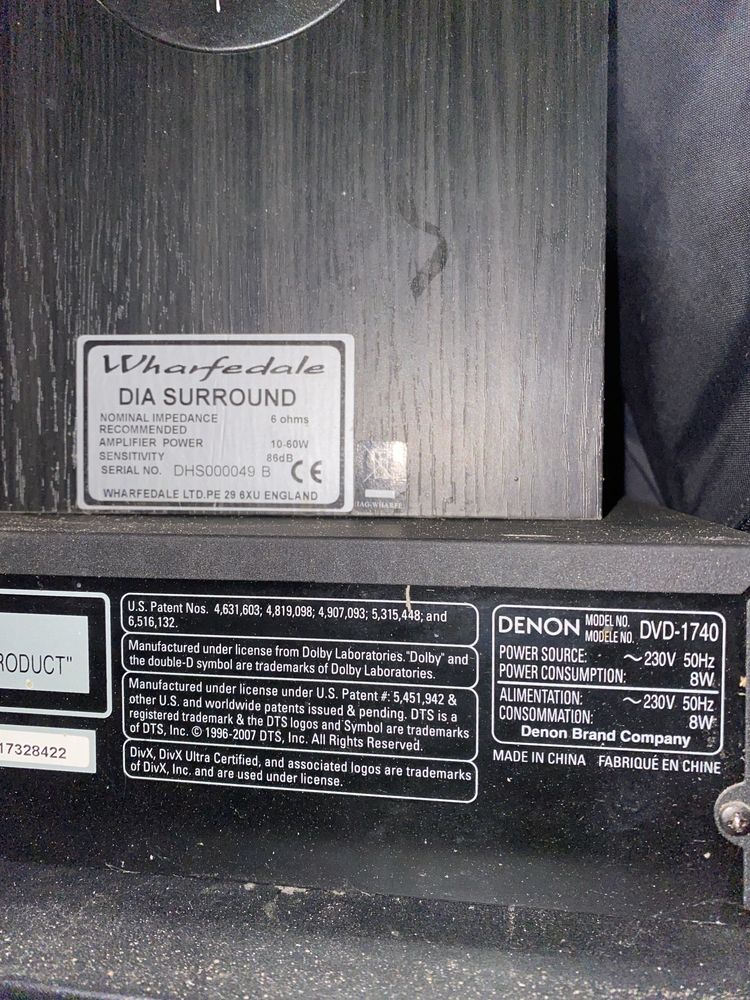 Wharfedale
DIA SURROUND
NOMINAL IMPEDANCE 6 ohms
RECOMMENDED
AMPLIFIER POWER 10-60W
SENSITIVITY 86dB
SERIAL NO. DHS000049 B CE
WHARFEDALE LTD.PE 29 6XU ENGLAND
IAG-WHARFE
RODUCT"
17328422
U.S. Patent Nos. 4,631,603; 4,819,098; 4,907,093; 5,315,448; and
6,516,132.
Manufactured under license from Dolby Laboratories."Dolby" and
the double-D symbol are trademarks of Dolby Laboratories.
Manufactured under license under U.S. Patent #: 5,451,942 &
other U.S. and worldwide patents issued & pending. DTS is a
registered trademark & the DTS logos and Symbol are trademarks
of DTS, Inc. © 1996-2007 DTS, Inc. All Rights Reserved.
DivX, DivX Ultra Certified, and associated logos are trademarks
of DivX, Inc. and are used under license.
DENON MODEL NO. DVD-1740
MODÈLE NO.
POWER SOURCE: ~230V 50Hz
POWER CONSUMPTION: 8W
ALIMENTATION: ~230V 50Hz
CONSOMMATION: 8W
Denon Brand Company
MADE IN CHINA FABRIQUÉ EN CHINE